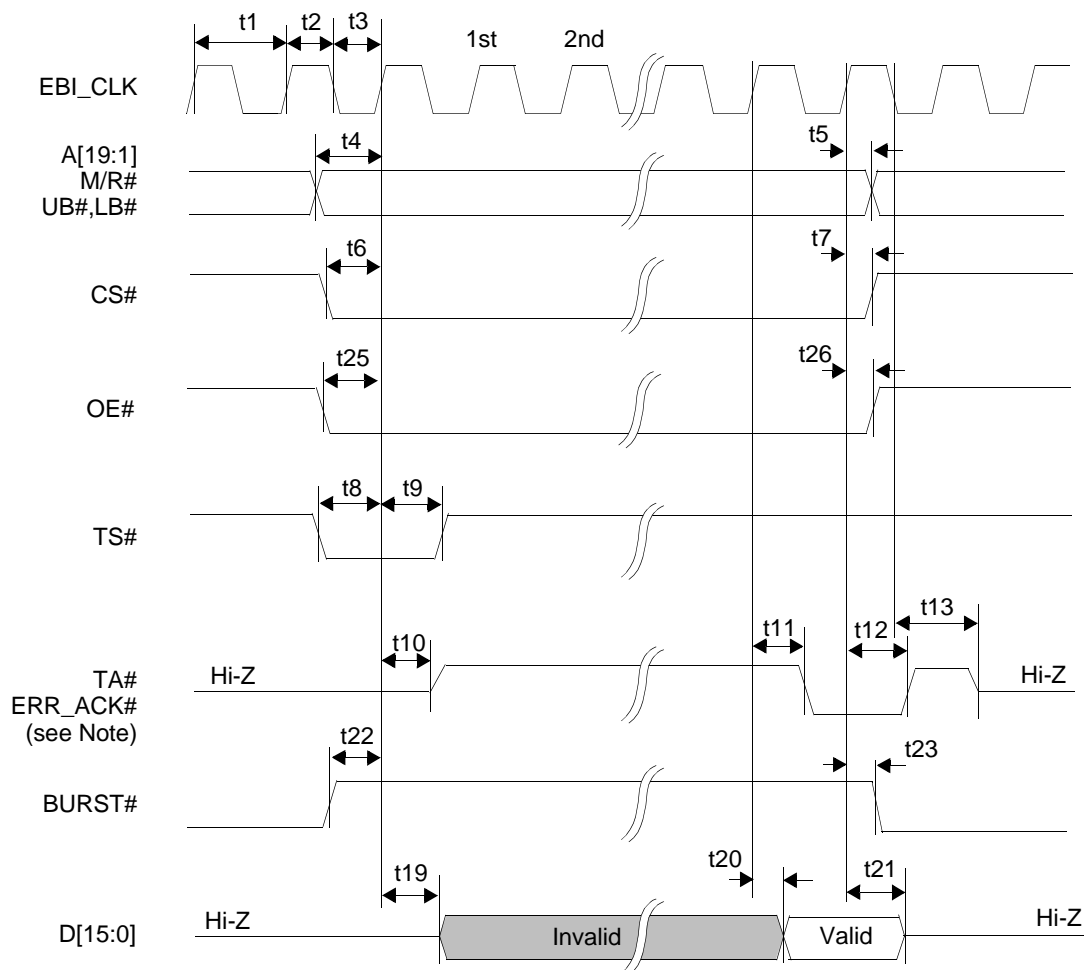 t1 t2 t3
1st 2nd
EBI_CLK
t4 t5
A[19:1]
M/R#
UB#,LB#
t6 t7
CS#
t25 t26
OE#
t8 t9
TS#
t10 t11 t12 t13
Hi-Z Hi-Z
TA#
ERR_ACK#
(see Note)
t22 t23
BURST#
t19 t20 t21
Hi-Z Invalid Valid Hi-Z
D[15:0]